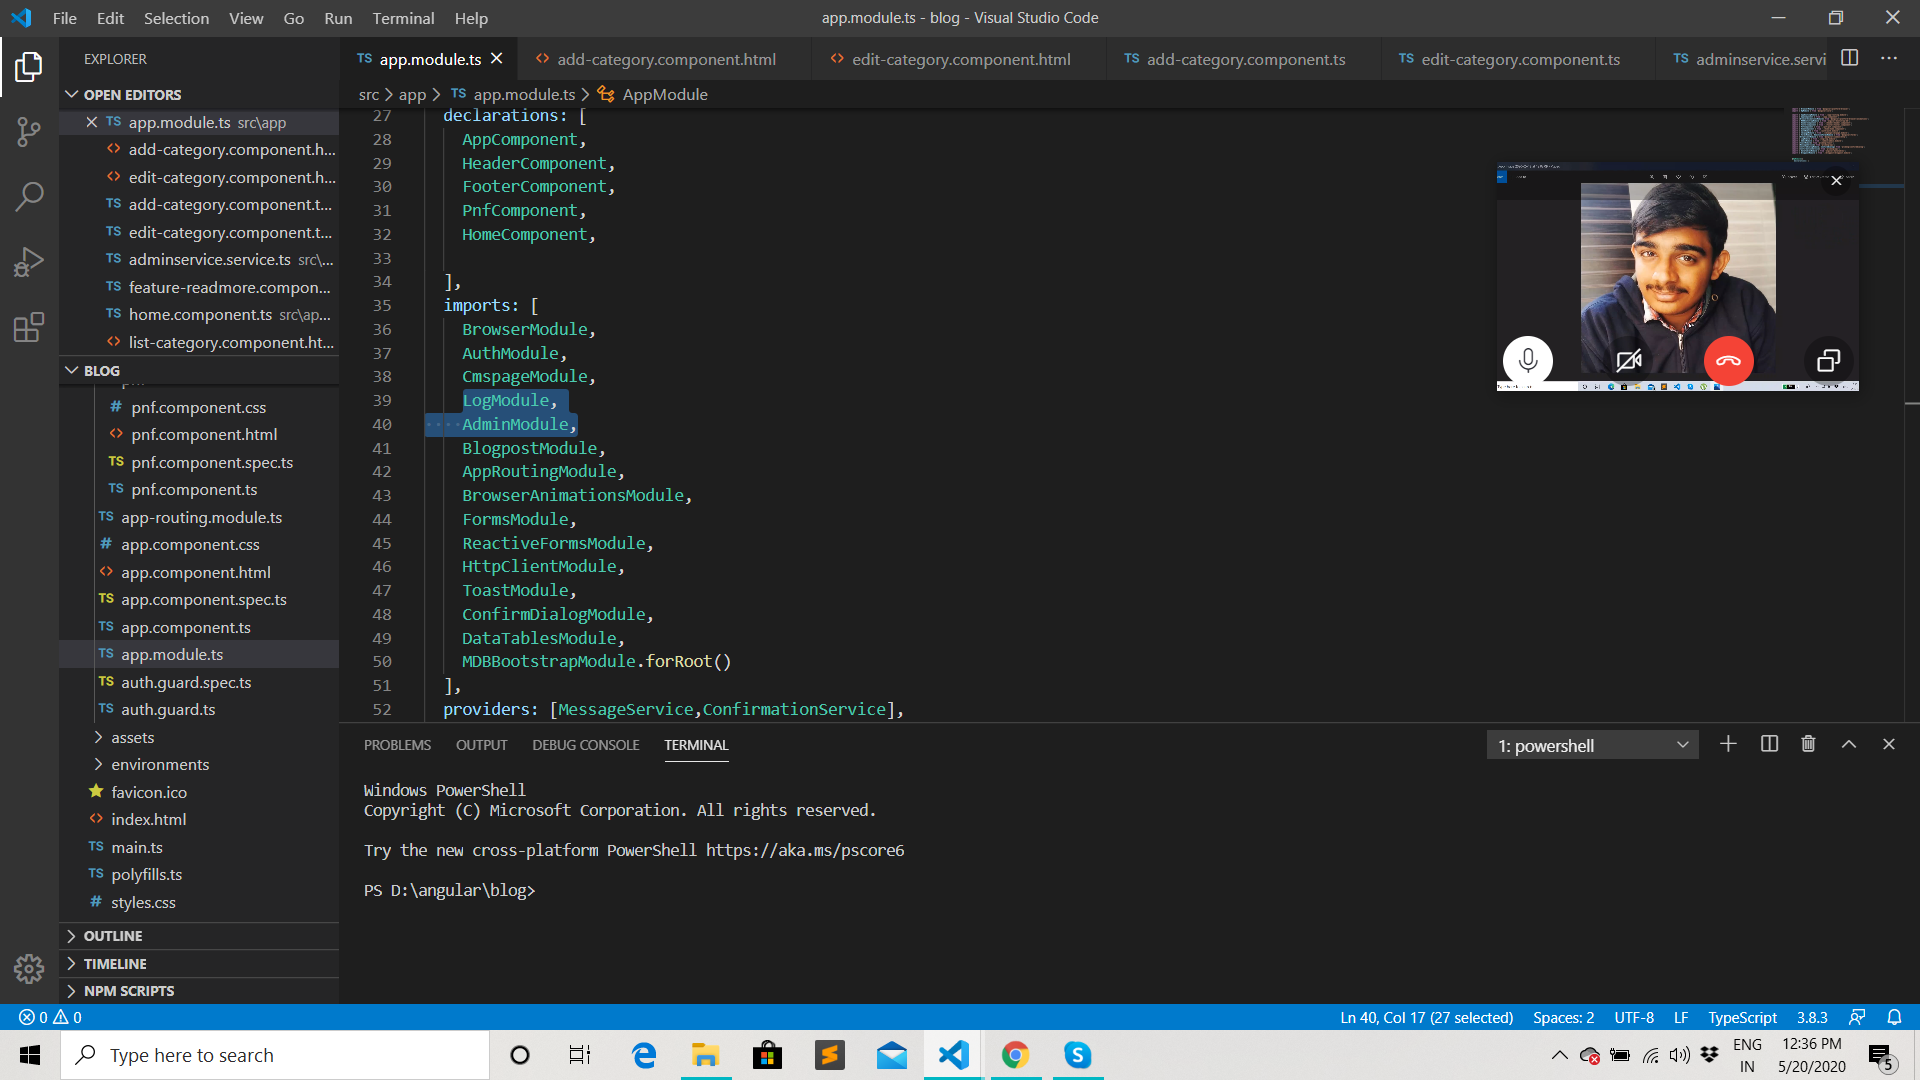 File Edit Selection View Go Run Terminal Help
app.module.ts - blog - Visual Studio Code
EXPLORER
OPEN EDITORS
TS app.module.ts src\app
<> add-category.component.h...
<> edit-category.component.h...
TS add-category.component.t...
TS edit-category.component.t...
TS adminservice.service.ts src\...
TS feature-readmore.compon...
TS home.component.ts src\ap...
<> list-category.component.ht...
BLOG
# pnf.component.css
<> pnf.component.html
TS pnf.component.spec.ts
TS pnf.component.ts
TS app-routing.module.ts
# app.component.css
<> app.component.html
TS app.component.spec.ts
TS app.component.ts
TS app.module.ts
TS auth.guard.spec.ts
TS auth.guard.ts
assets
environments
favicon.ico
<> index.html
TS main.ts
TS polyfills.ts
# styles.css
OUTLINE
TIMELINE
NPM SCRIPTS
TS app.module.ts
<> add-category.component.html
<> edit-category.component.html
TS add-category.component.ts
TS edit-category.component.ts
TS adminservice.servi
src > app > TS app.module.ts > AppModule
27 declarations: [
28 AppComponent,
29 HeaderComponent,
30 FooterComponent,
31 PnfComponent,
32 HomeComponent,
33
34 ],
35 imports: [
36 BrowserModule,
37 AuthModule,
38 CmspageModule,
39 LogModule,
40 AdminModule,
41 BlogpostModule,
42 AppRoutingModule,
43 BrowserAnimationsModule,
44 FormsModule,
45 ReactiveFormsModule,
46 HttpClientModule,
47 ToastModule,
48 ConfirmDialogModule,
49 DataTablesModule,
50 MDBBootstrapModule.forRoot()
51 ],
52 providers: [MessageService,ConfirmationService],
PROBLEMS OUTPUT DEBUG CONSOLE TERMINAL
1: powershell
Windows PowerShell
Copyright (C) Microsoft Corporation. All rights reserved.
Try the new cross-platform PowerShell https://aka.ms/pscore6
PS D:\angular\blog>
0 0
Ln 40, Col 17 (27 selected) Spaces: 2 UTF-8 LF TypeScript 3.8.3
Type here to search
ENG
IN
12:36 PM
5/20/2020
5